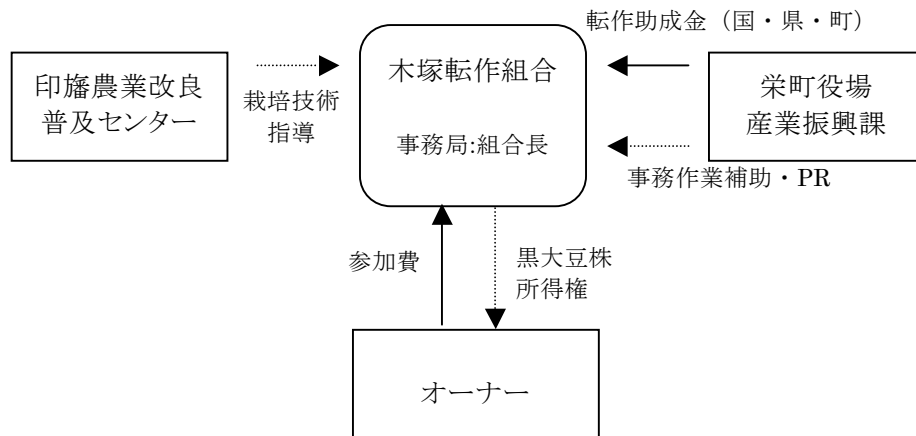 転作助成金（国・県・町）
印旛農業改良
普及センター
栽培技術
指導
木塚転作組合
事務局:組合長
栄町役場
産業振興課
事務作業補助・PR
参加費
黒大豆株
所得権
オーナー